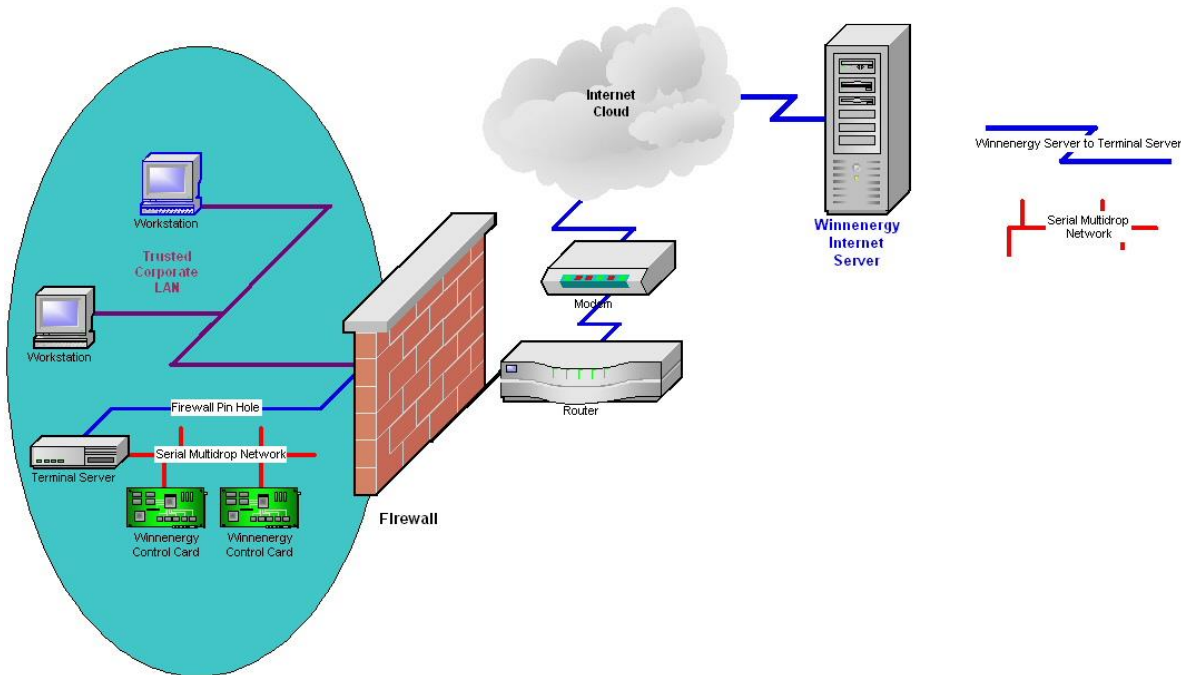 Internet
Cloud
Winnenergy Server to Terminal Server
Workstation
Serial Multidrop
Network
Winnenergy
Internet
Server
Trusted
Corporate
LAN
Modem
Workstation
Router
Firewall Pin Hole
Serial Multidrop Network
Terminal Server
Firewall
Winnenergy
Control Card
Winnenergy
Control Card